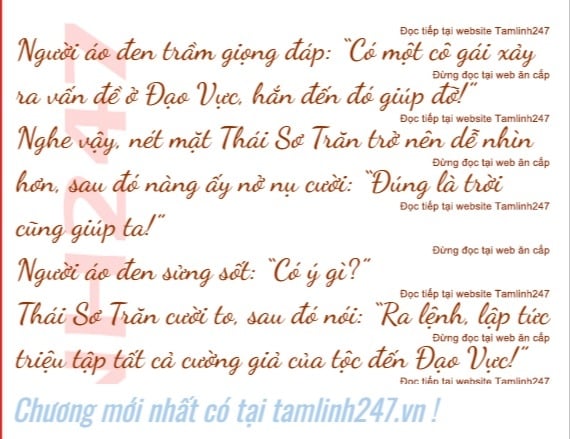 Đọc tiếp tại website Tamlinh247
Người áo đen trầm giọng đáp: “Có một cô gái xảy
Đừng đọc tại web ăn cắp
ra vấn đề ở Đạo Vực, hắn đến đó giúp đỡ!”
Đọc tiếp tại website Tamlinh247
Nghe vậy, nét mặt Thái Sơ Trăn trở nên dễ nhìn
Đừng đọc tại web ăn cắp
hơn, sau đó nàng ấy nở nụ cười: “Đúng là trời
Đọc tiếp tại website Tamlinh247
cũng giúp ta!”
Đừng đọc tại web ăn cắp
Người áo đen sửng sốt: “Có ý gì?”
Đọc tiếp tại website Tamlinh247
Thái Sơ Trăn cười to, sau đó nói: “Ra lệnh, lập tức
Đừng đọc tại web ăn cắp
triệu tập tất cả cường giả của tộc đến Đạo Vực!”
Đọc tiếp tại website Tamlinh247
NH247
Chương mới nhất có tại tamlinh247.vn !